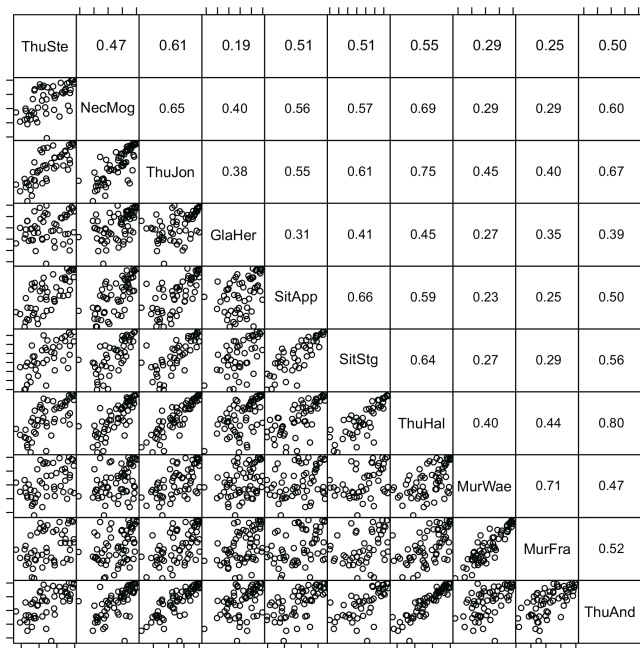 ThuSte 0.47 0.61 0.19 0.51 0.51 0.55 0.29 0.25 0.50
NecMog 0.65 0.40 0.56 0.57 0.69 0.29 0.29 0.60
ThuJon 0.38 0.55 0.61 0.75 0.45 0.40 0.67
GlaHer 0.31 0.41 0.45 0.27 0.35 0.39
SitApp 0.66 0.59 0.23 0.25 0.50
SitStg 0.64 0.27 0.29 0.56
ThuHal 0.40 0.44 0.80
MurWae 0.71 0.47
MurFra 0.52
ThuAnd